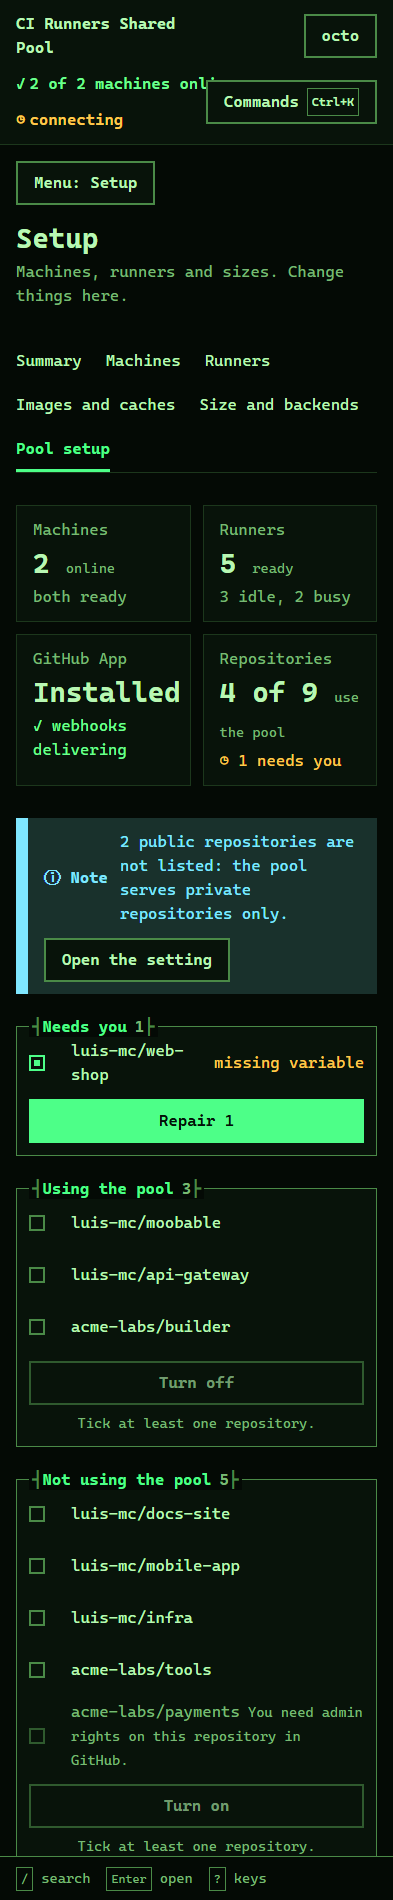 CI Runners Shared
Pool
octo
✓ 2 of 2 machines
Commands Ctrl+K
connecting
Menu: Setup
Setup
Machines, runners and sizes. Change
things here.
Summary Machines Runners
Images and caches Size and backends
Pool setup
Machines
2 online
both ready
Runners
5 ready
3 idle, 2 busy
GitHub App
Installed
✓ webhooks
delivering
Repositories
4 of 9 use
the pool
1 needs you
Note
2 public repositories are
not listed: the pool
serves private
repositories only.
Open the setting
Needs you 1
luis-mc/web-
shop
missing variable
Repair 1
Using the pool 3
luis-mc/moobable
luis-mc/api-gateway
acme-labs/builder
Turn off
Tick at least one repository.
Not using the pool 5
luis-mc/docs-site
luis-mc/mobile-app
luis-mc/infra
acme-labs/tools
acme-labs/payments You need admin
rights on this repository in
GitHub.
Turn on
Tick at least one repository.
/ search Enter open ? keys